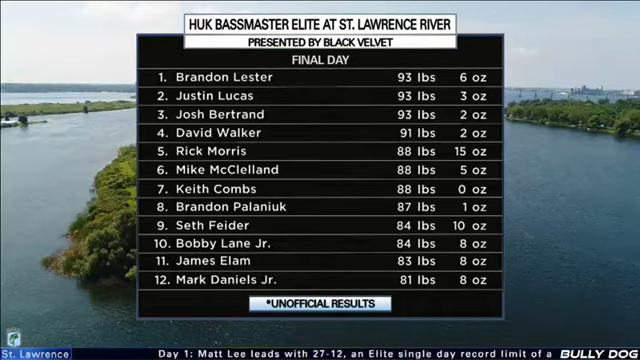 HUK BASSMASTER ELITE AT ST. LAWRENCE RIVER
PRESENTED BY BLACK VELVET
FINAL DAY
1. Brandon Lester 93 lbs 6 oz
2. Justin Lucas 93 lbs 3 oz
3. Josh Bertrand 93 lbs 2 oz
4. David Walker 91 lbs 2 oz
5. Rick Morris 88 lbs 15 oz
6. Mike McClelland 88 lbs 5 oz
7. Keith Combs 88 lbs 0 oz
8. Brandon Palaniuk 87 lbs 1 oz
9. Seth Feider 84 lbs 10 oz
10. Bobby Lane Jr. 84 lbs 8 oz
11. James Elam 83 lbs 8 oz
12. Mark Daniels Jr. 81 lbs 8 oz
*UNOFFICIAL RESULTS
St. Lawrence Day 1: Matt Lee leads with 27-12, an Elite single day record limit of a BULLY DOG